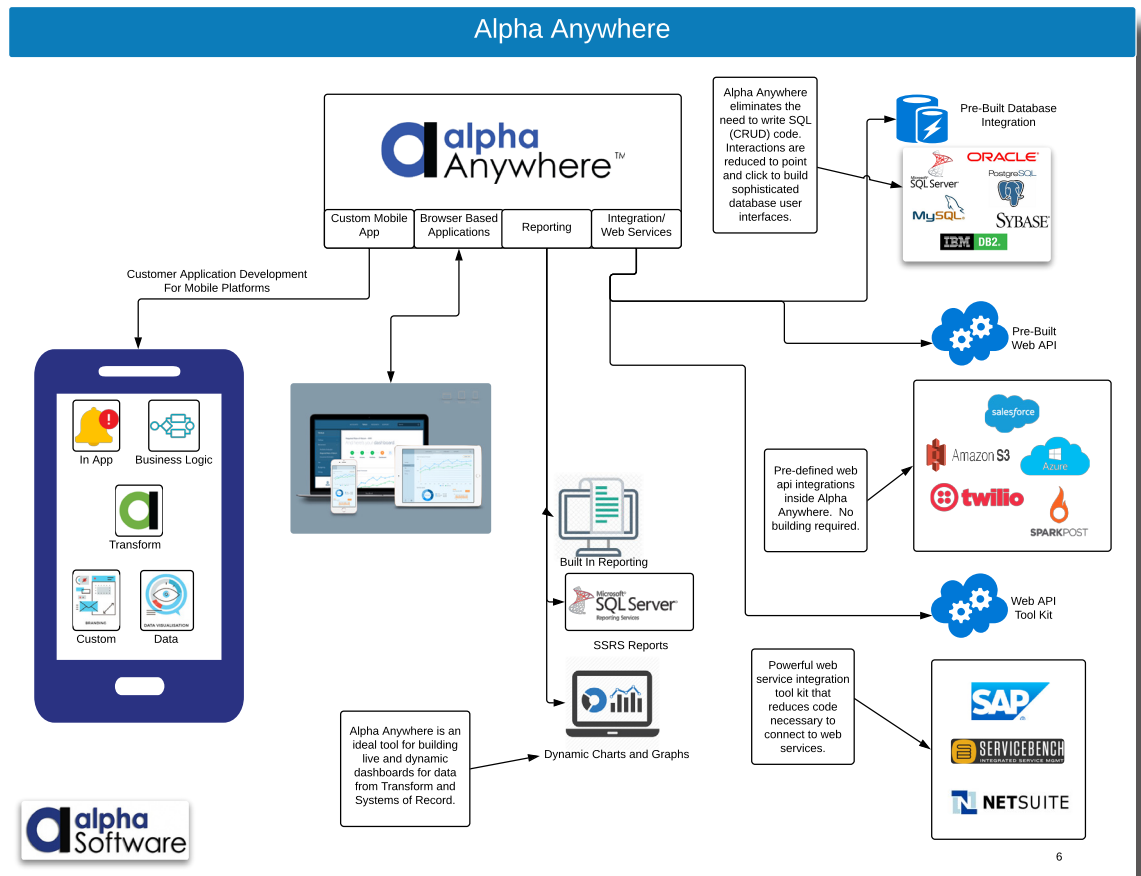 Alpha Anywhere
alpha
Anywhere™
Custom Mobile
App
Browser Based
Applications
Reporting
Integration/
Web Services
Alpha Anywhere
eliminates the
need to write SQL
(CRUD) code.
Interactions are
reduced to point
and click to build
sophisticated
database user
interfaces.
Pre-Built Database
Integration
ORACLE
Microsoft
SQL Server
PostgreSQL
MySQL
SYBASE
IBM DB2.
Customer Application Development
For Mobile Platforms
Pre-Built
Web API
In App
Business Logic
Transform
BRANDING
DATA VISUALISATION
Custom
Data
salesforce
Amazon S3
Azure
twilio
SPARKPOST
Pre-defined web
api integrations
inside Alpha
Anywhere. No
building required.
Built In Reporting
Microsoft
SQL Server
Reporting Services
SSRS Reports
Web API
Tool Kit
Powerful web
service integration
tool kit that
reduces code
necessary to
connect to web
services.
SAP
SERVICEBENCH
INTEGRATED SERVICE MGMT
NETSUITE
Dynamic Charts and Graphs
Alpha Anywhere is an
ideal tool for building
live and dynamic
dashboards for data
from Transform and
Systems of Record.
alpha
Software
6